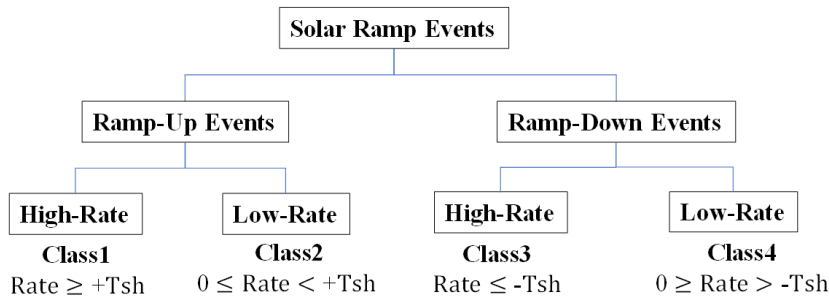 Solar Ramp Events
Ramp-Up Events
Ramp-Down Events
High-Rate
Low-Rate
High-Rate
Low-Rate
Class1
Class2
Class3
Class4
Rate ≥ +Tsh
0 ≤ Rate < +Tsh
Rate ≤ -Tsh
0 ≥ Rate > -Tsh